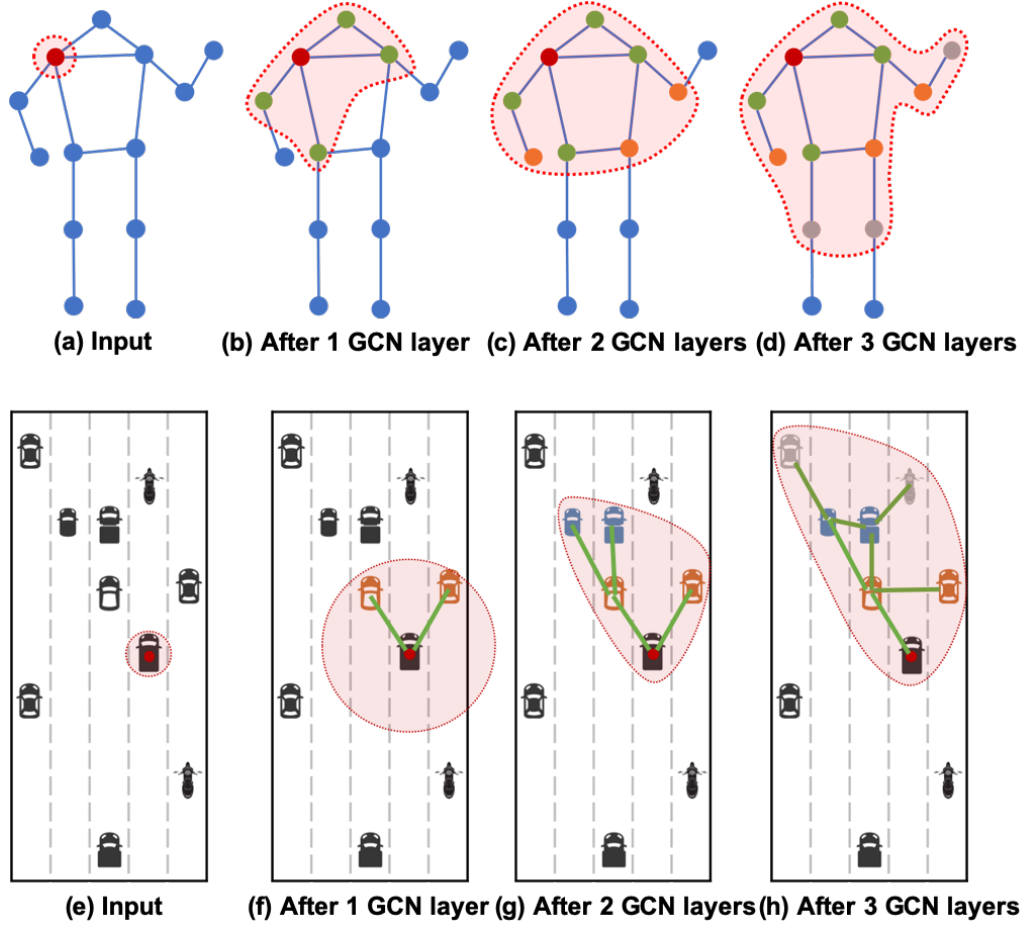 (a) Input
(b) After 1 GCN layer
(c) After 2 GCN layers
(d) After 3 GCN layers
(e) Input
(f) After 1 GCN layer
(g) After 2 GCN layers
(h) After 3 GCN layers